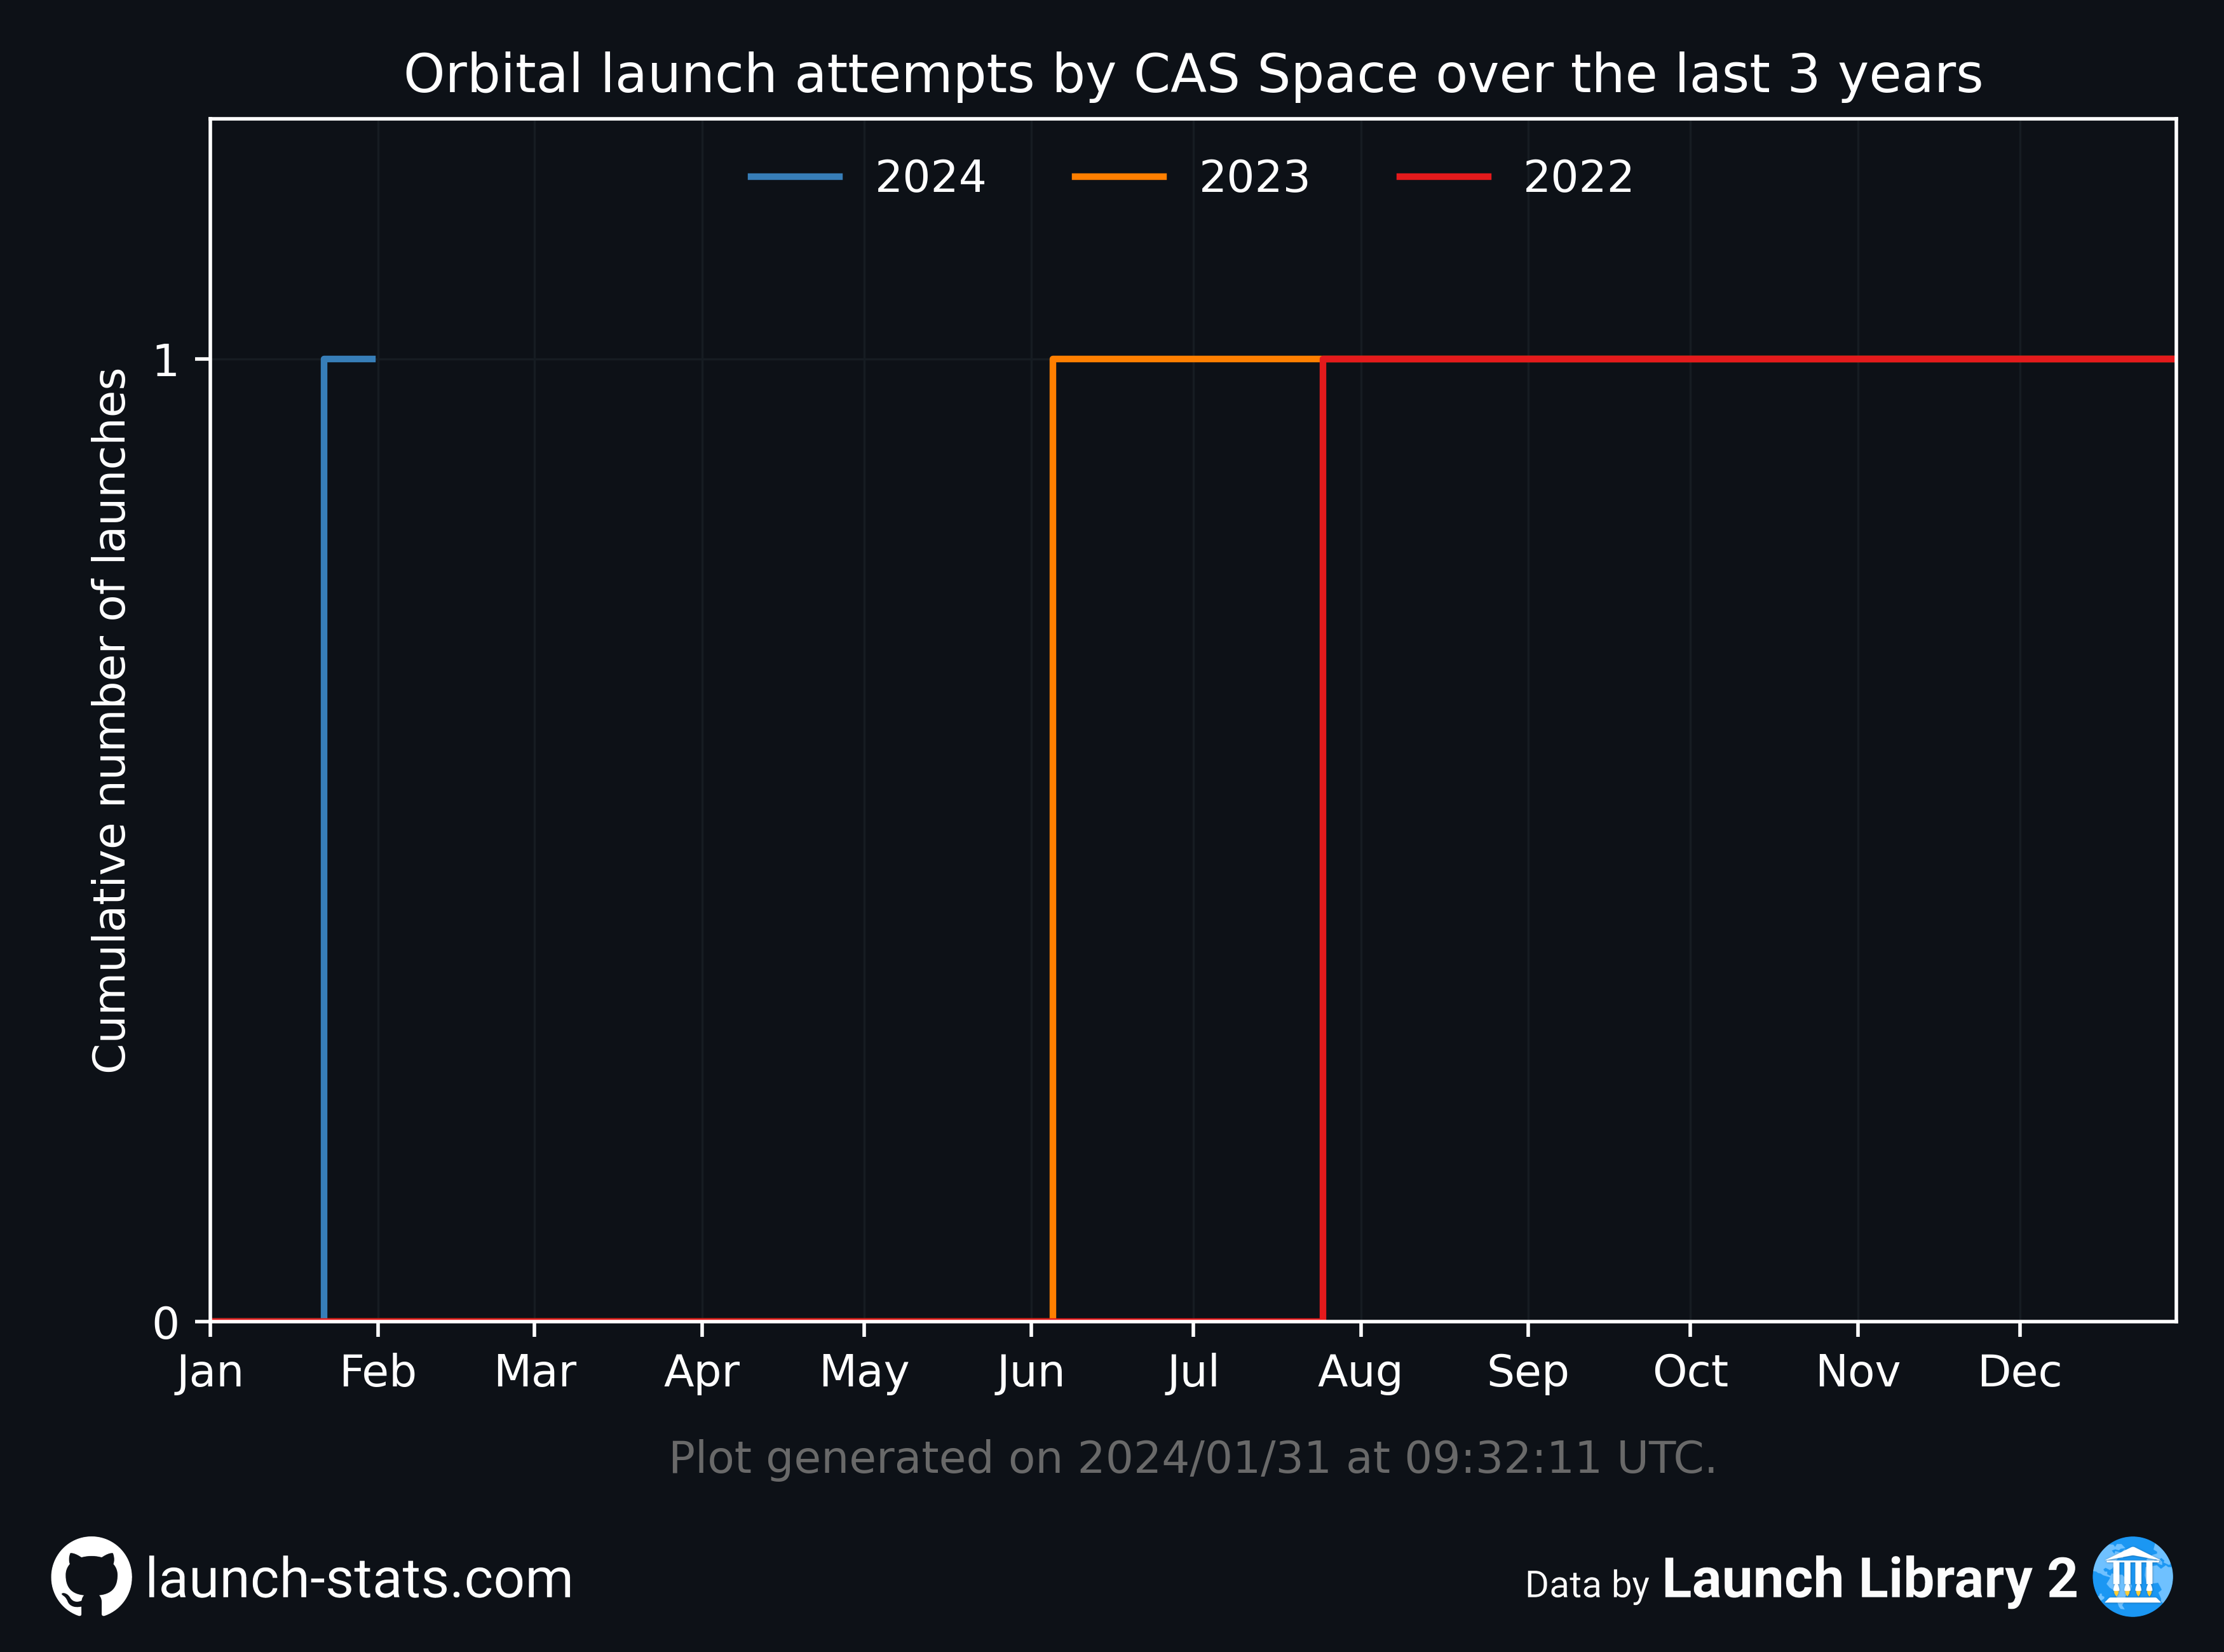 Orbital launch attempts by CAS Space over the last 3 years
2024 2023 2022
Cumulative number of launches
1
0
Jan Feb Mar Apr May Jun Jul Aug Sep Oct Nov Dec
Plot generated on 2024/01/31 at 09:32:11 UTC.
launch-stats.com
Data by Launch Library 2